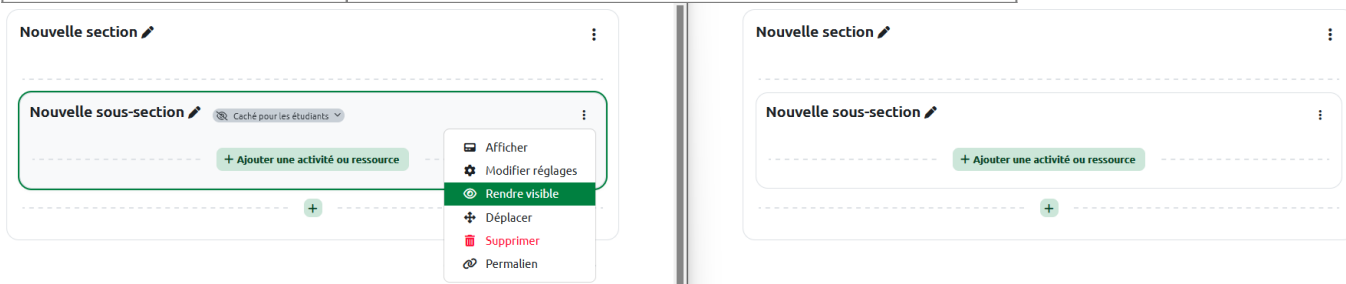 Nouvelle section
Nouvelle sous-section
Caché pour les étudiants
+ Ajouter une activité ou ressource
Afficher
Modifier réglages
Rendre visible
Déplacer
Supprimer
Permalien
+
Nouvelle section
Nouvelle sous-section
+ Ajouter une activité ou ressource
+